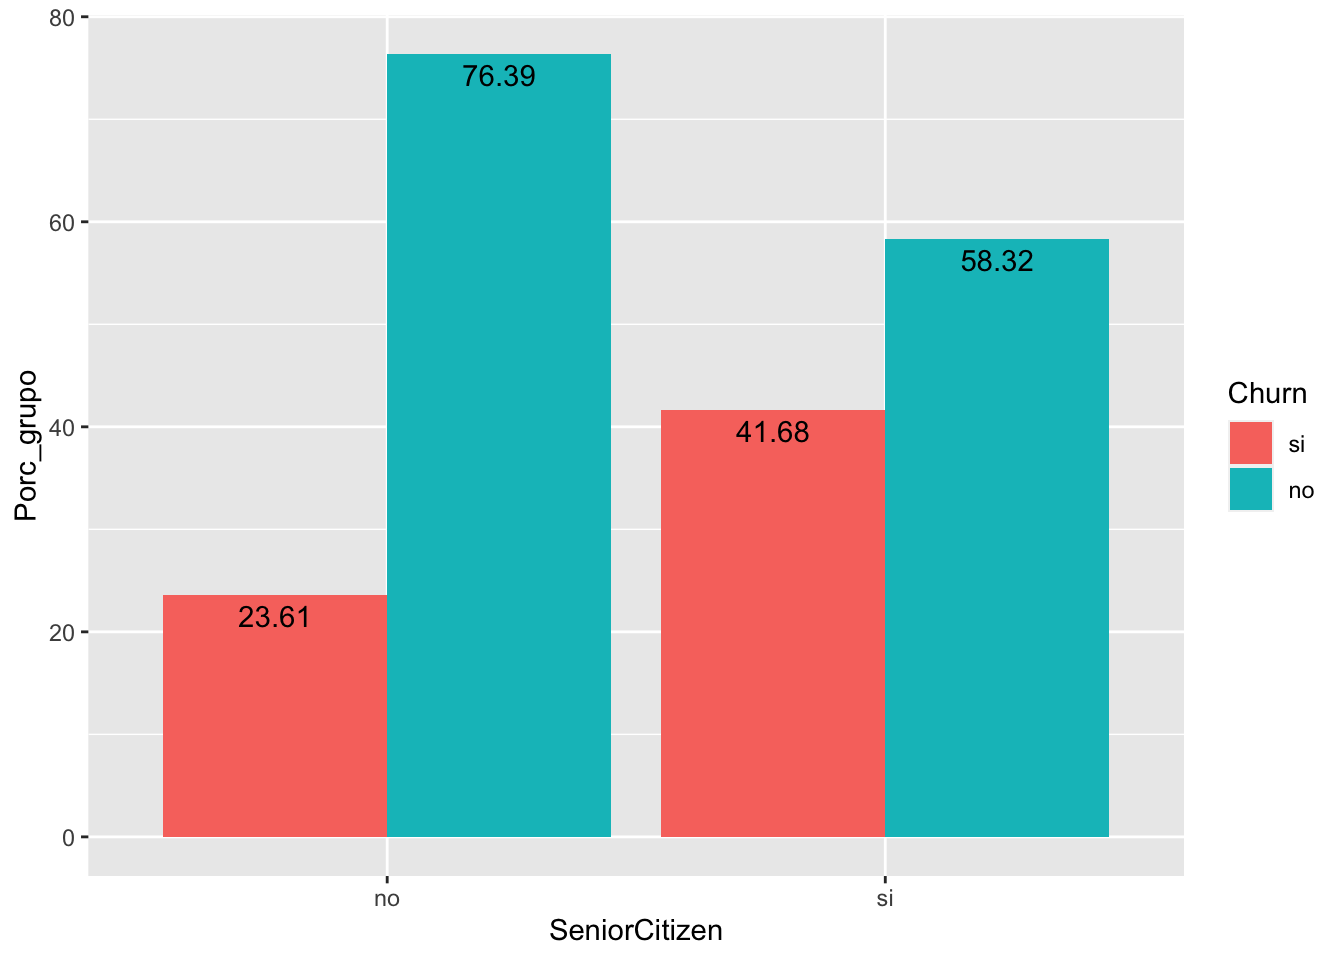 80
60
40
20
0
Porc_grupo
76.39
58.32
41.68
23.61
no
si
SeniorCitizen
Churn
si
no